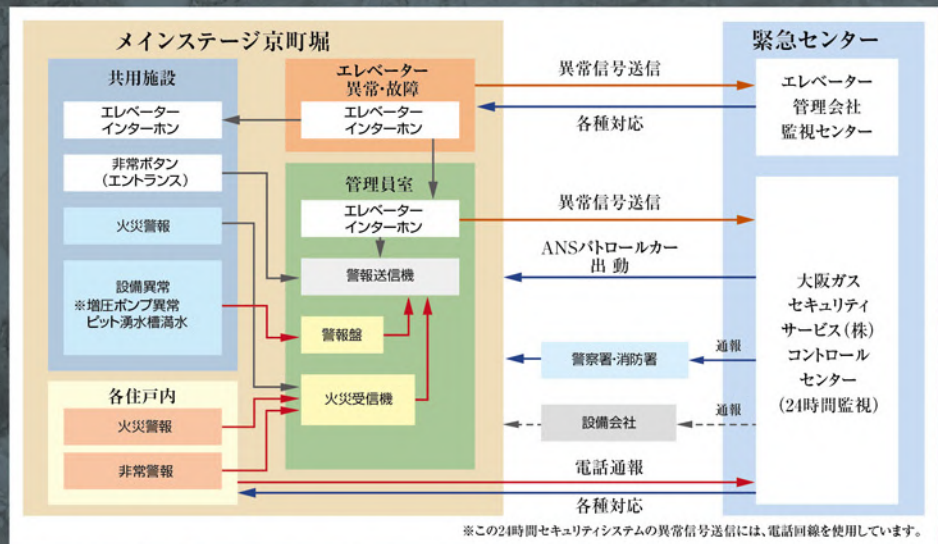 メインステージ京町堀
共用施設
エレベーター
インターホン
非常ボタン
(エントランス)
火災警報
設備異常
※増圧ポンプ異常
ピット湧水槽満水
各住戸内
火災警報
非常警報
エレベーター
異常・故障
エレベーター
インターホン
管理員室
エレベーター
インターホン
警報送信機
警報盤
火災受信機
異常信号送信
各種対応
異常信号送信
ANSパトロールカー
出動
警察署・消防署
通報
設備会社
通報
電話通報
各種対応
緊急センター
エレベーター
管理会社
監視センター
大阪ガス
セキュリティ
サービス(株)
コントロール
センター
(24時間監視)
※この24時間セキュリティシステムの異常信号送信には、電話回線を使用しています。